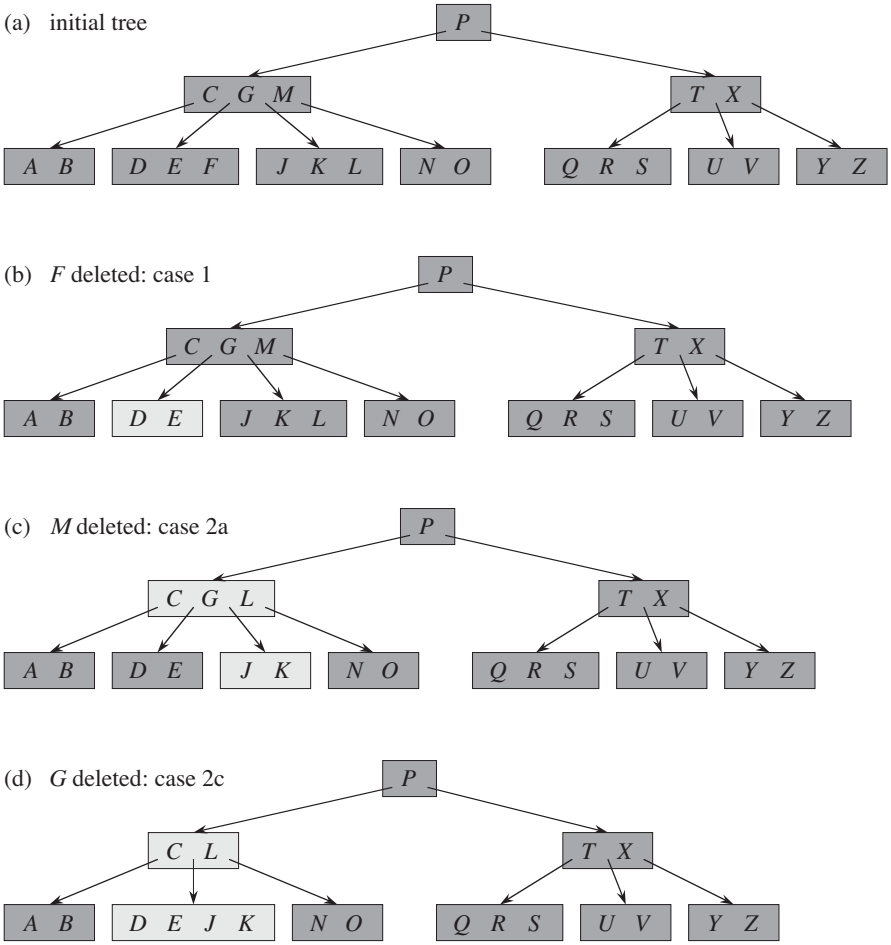 (a) initial tree
P
C G M T X
A B D E F J K L N O Q R S U V Y Z
(b) F deleted: case 1
P
C G M T X
A B D E J K L N O Q R S U V Y Z
(c) M deleted: case 2a
P
C G L T X
A B D E J K N O Q R S U V Y Z
(d) G deleted: case 2c
P
C L T X
A B D E J K N O Q R S U V Y Z